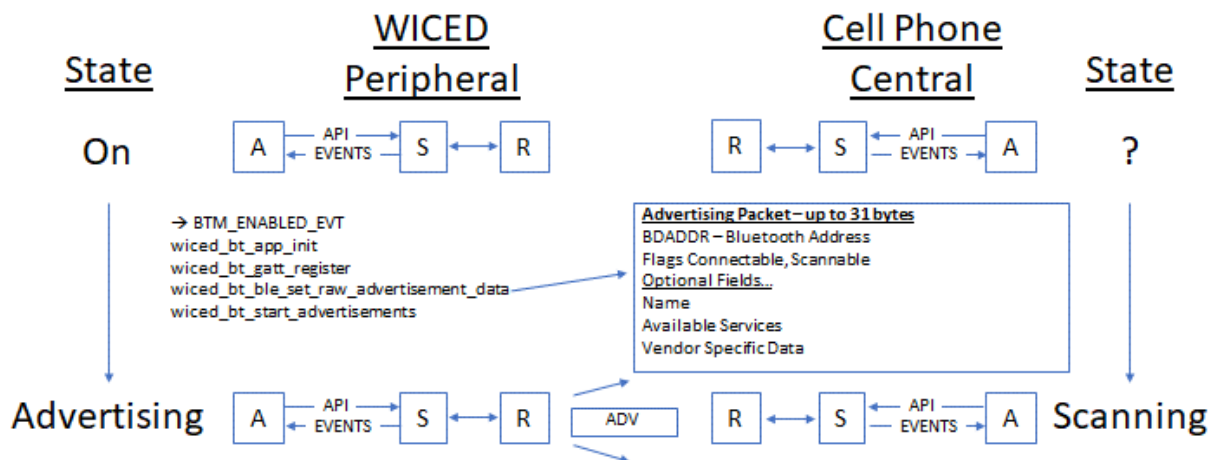 WICED
Peripheral
Cell Phone
Central
State
State
On
A
API
EVENTS
S
R
R
S
API
EVENTS
A
?
→ BTM_ENABLED_EVT
wiced_bt_app_init
wiced_bt_gatt_register
wiced_bt_ble_set_raw_advertisement_data
wiced_bt_start_advertisements
Advertising Packet – up to 31 bytes
BDADDR – Bluetooth Address
Flags Connectable, Scannable
Optional Fields...
Name
Available Services
Vendor Specific Data
Advertising
A
API
EVENTS
S
R
ADV
R
S
API
EVENTS
A
Scanning